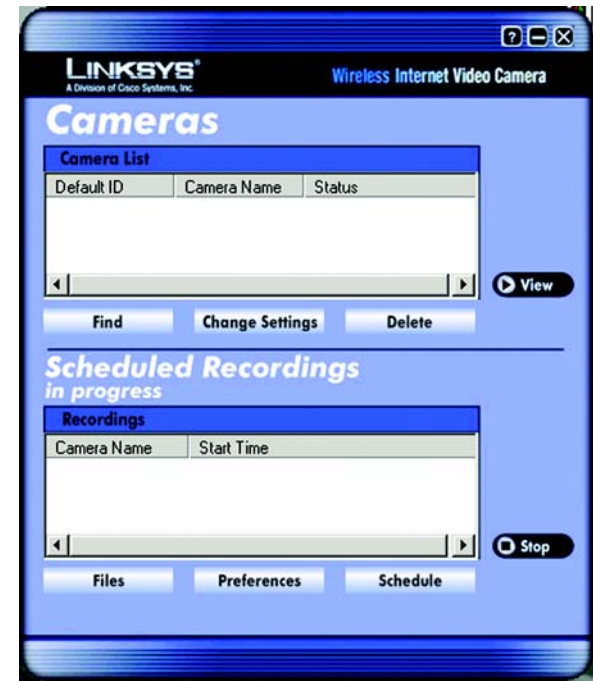 ?
LINKSYS®
A Division of Cisco Systems, Inc.
Wireless Internet Video Camera
Cameras
Camera List
Default ID Camera Name Status
View
Find Change Settings Delete
Scheduled Recordings
in progress
Recordings
Camera Name Start Time
Stop
Files Preferences Schedule